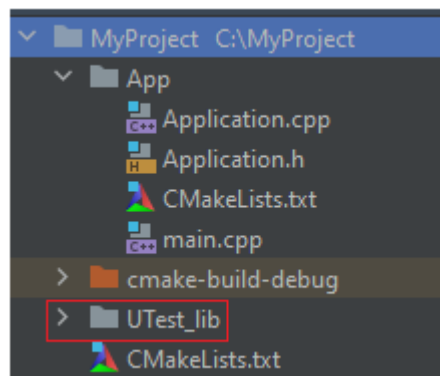 MyProject C:\MyProject
App
C++ Application.cpp
H Application.h
CMakeLists.txt
C++ main.cpp
cmake-build-debug
UTest_lib
CMakeLists.txt